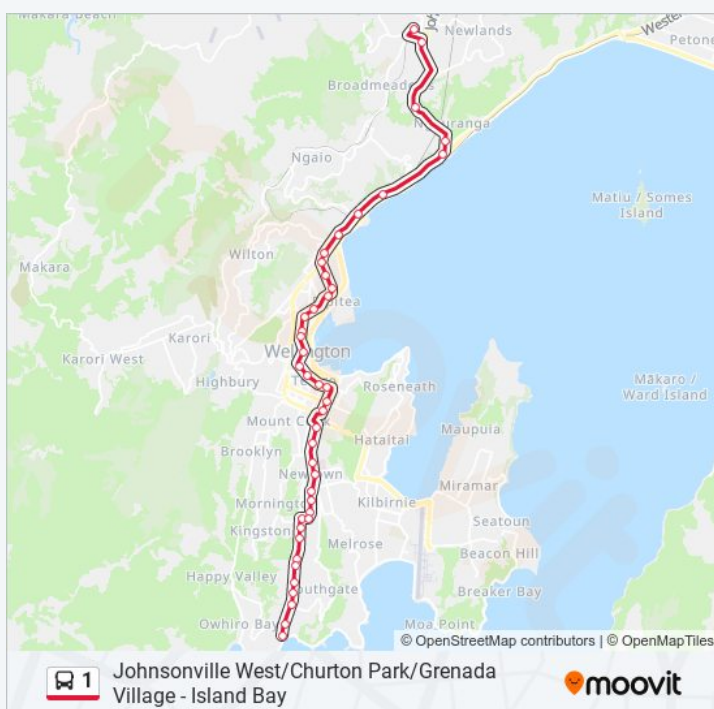 Makara Beach
Joh
Newlands
Western
Petone
Broadmeadows
Ngauranga
Ngaio
Matiu / Somes
Island
Wilton
Makara
Pipitea
Karori
Wellington
Karori West
Mākaro /
Ward Island
Highbury
Te
Roseneath
Mount Cook
Maupuia
Hataitai
Brooklyn
Newtown
Miramar
Mornington
Kilbirnie
Seatoun
Kingston
Melrose
Beacon Hill
Happy Valley
Southgate
Breaker Bay
Owhiro Bay
Moa Point
© OpenStreetMap contributors | © OpenMapTiles
1
Johnsonville West/Churton Park/Grenada
Village - Island Bay
moovit